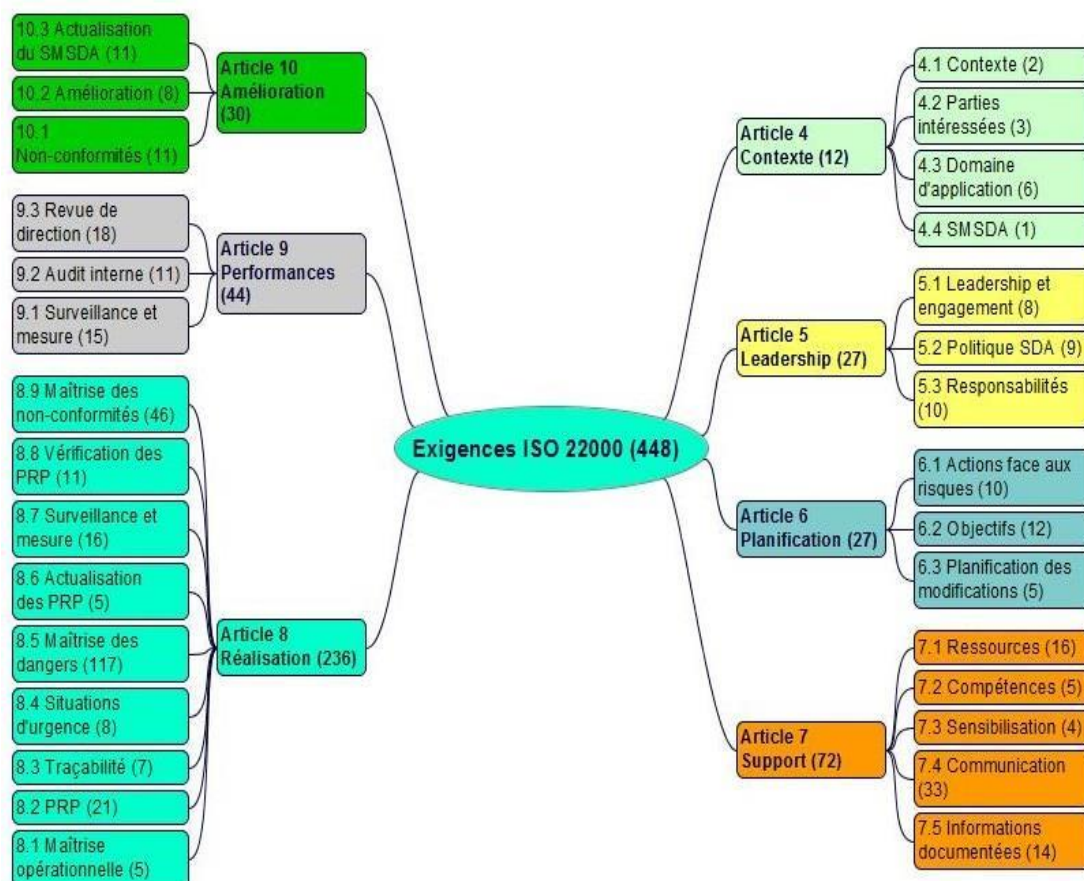 Exigences ISO 22000 (448)
Article 4
Contexte (12)
4.1 Contexte (2)
4.2 Parties
intéressées (3)
4.3 Domaine
d'application (6)
4.4 SMSDA (1)
Article 5
Leadership (27)
5.1 Leadership et
engagement (8)
5.2 Politique SDA (9)
5.3 Responsabilités
(10)
Article 6
Planification (27)
6.1 Actions face aux
risques (10)
6.2 Objectifs (12)
6.3 Planification des
modifications (5)
Article 7
Support (72)
7.1 Ressources (16)
7.2 Compétences (5)
7.3 Sensibilisation (4)
7.4 Communication
(33)
7.5 Informations
documentées (14)
Article 10
Amélioration
(30)
10.3 Actualisation
du SMSDA (11)
10.2 Amélioration (8)
10.1
Non-conformités (11)
Article 9
Performances
(44)
9.3 Revue de
direction (18)
9.2 Audit interne (11)
9.1 Surveillance et
mesure (15)
Article 8
Réalisation (236)
8.9 Maîtrise des
non-conformités (46)
8.8 Vérification des
PRP (11)
8.7 Surveillance et
mesure (16)
8.6 Actualisation
des PRP (5)
8.5 Maîtrise des
dangers (117)
8.4 Situations
d'urgence (8)
8.3 Traçabilité (7)
8.2 PRP (21)
8.1 Maîtrise
opérationnelle (5)